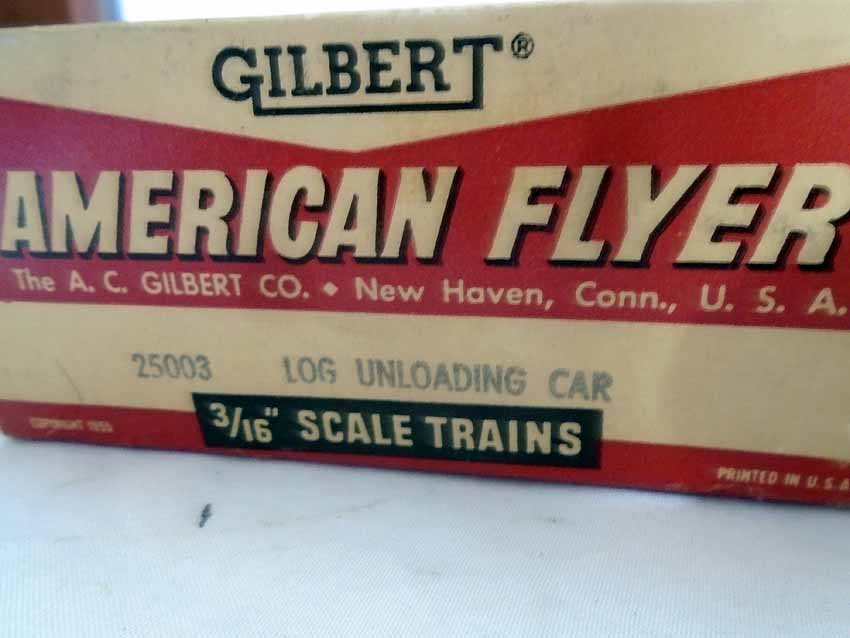 GILBERT®
AMERICAN FLYER
The A. C. GILBERT CO. ◆ New Haven, Conn., U. S. A.
25003 LOG UNLOADING CAR
3/16" SCALE TRAINS
COPYRIGHT
PRINTED IN U.S.A